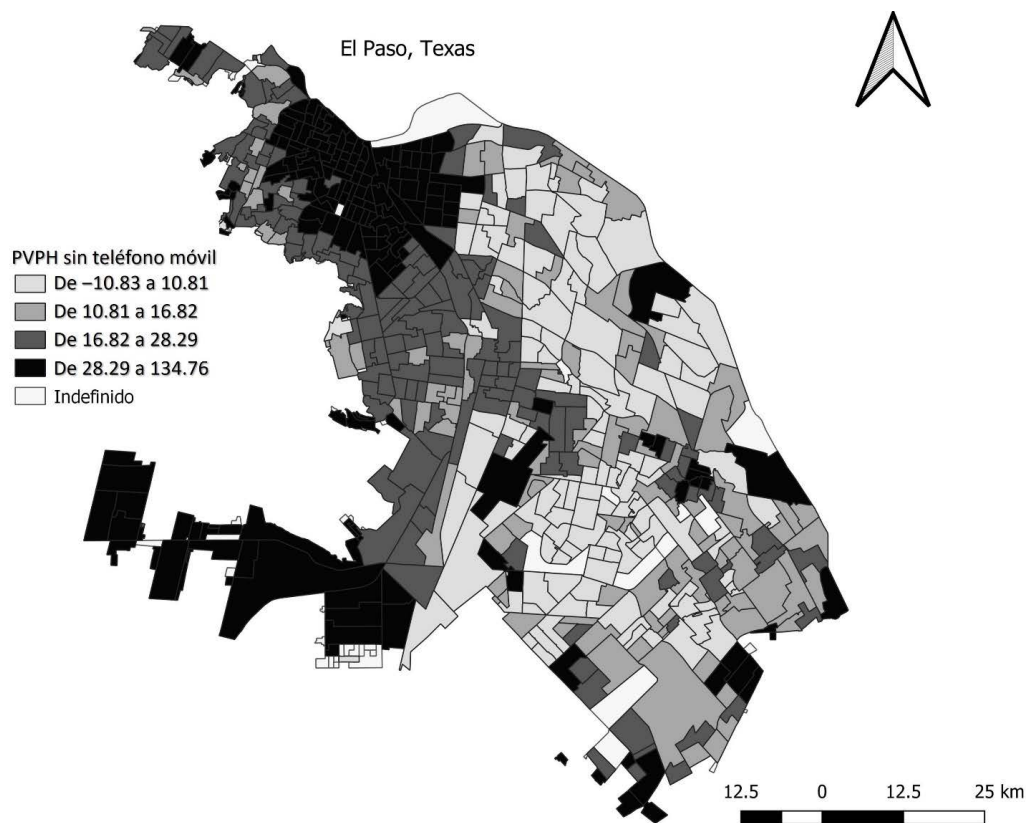 El Paso, Texas
PVPH sin teléfono móvil
De –10.83 a 10.81
De 10.81 a 16.82
De 16.82 a 28.29
De 28.29 a 134.76
Indefinido
12.5 0 12.5 25 km